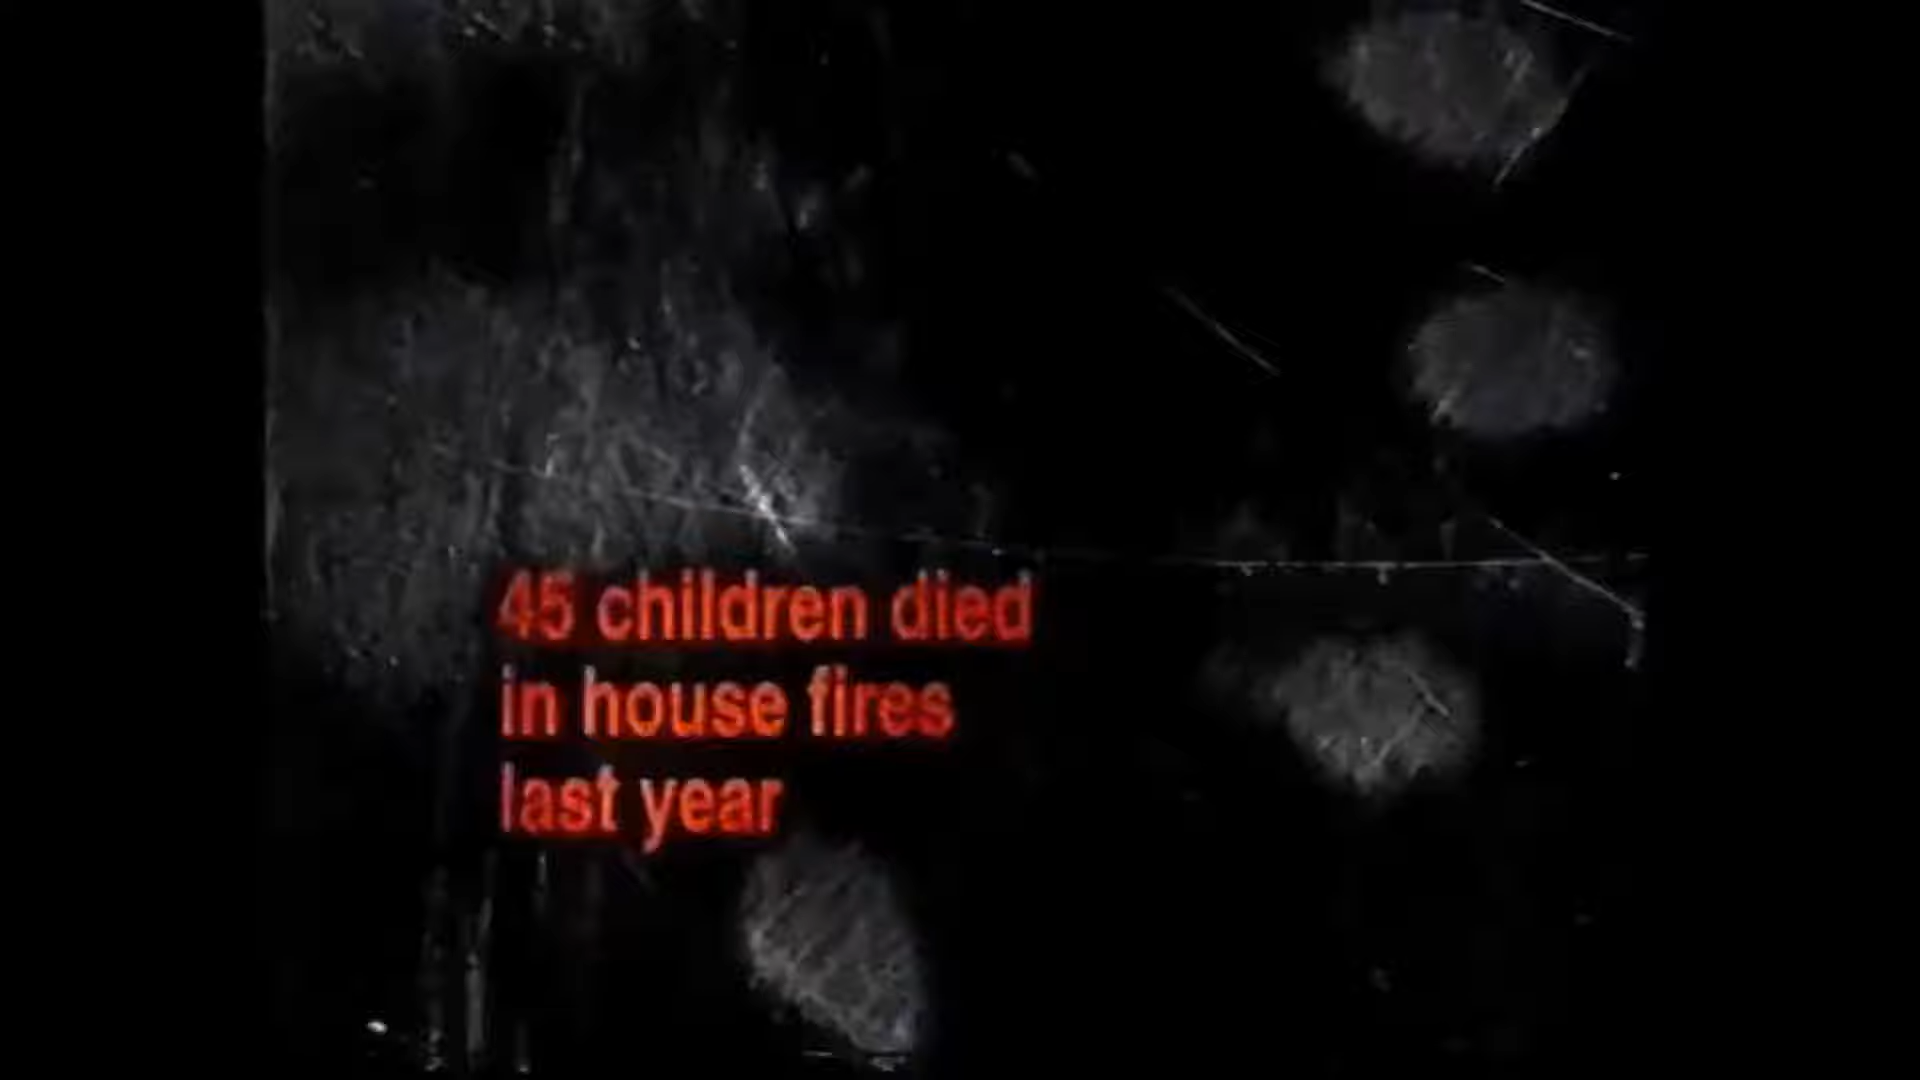 45 children died
in house fires
last year